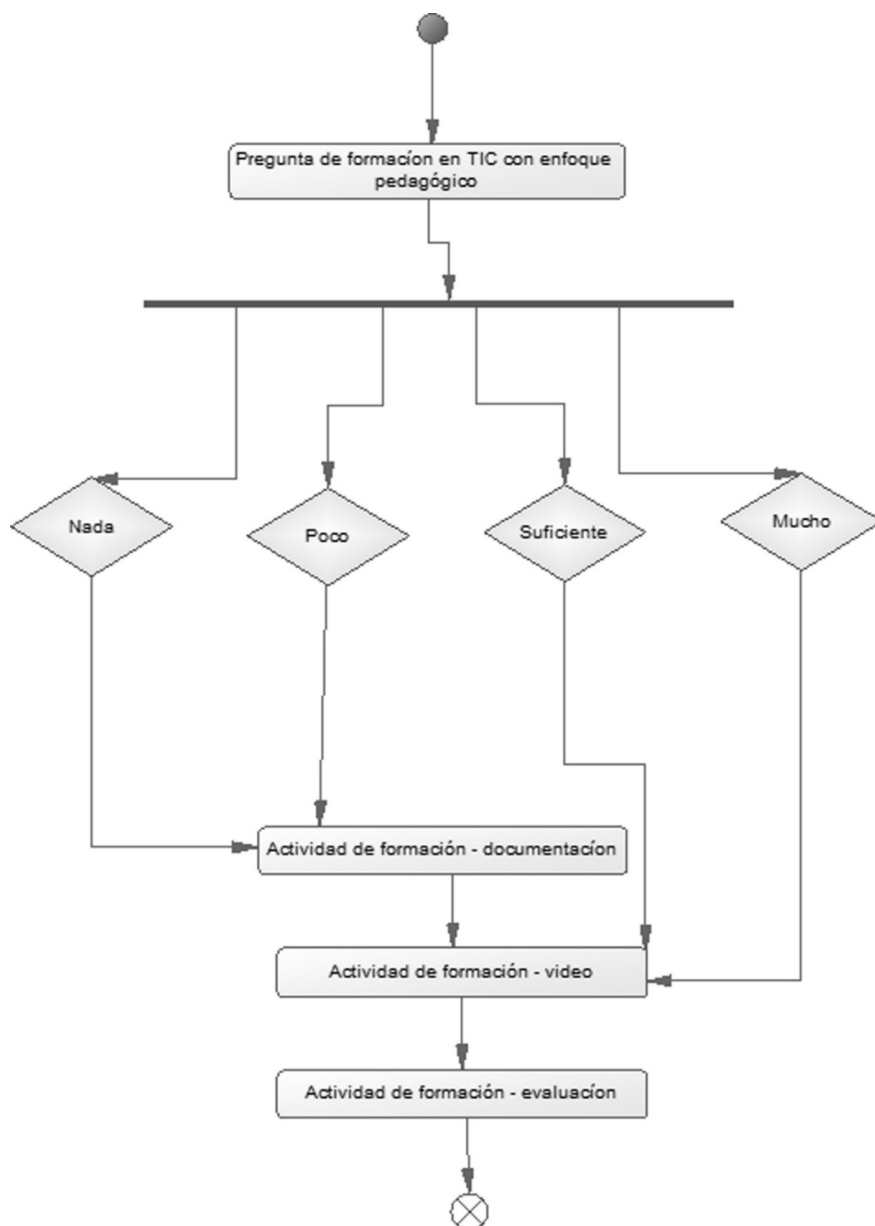 Pregunta de formacíon en TIC con enfoque
pedagógico
Nada
Poco
Suficiente
Mucho
Actividad de formación - documentacíon
Actividad de formación - video
Actividad de formación - evaluacíon